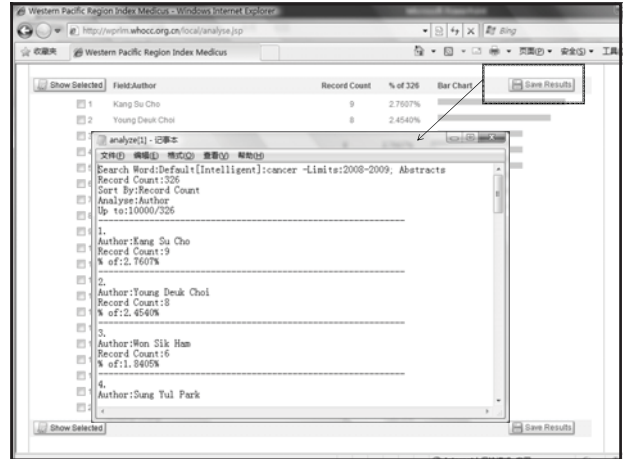 Western Pacific Region Index Medicus - Windows Internet Explorer
http://wprim.whocc.org.cn/local/analyse.jsp
Bing
收藏夹 Western Pacific Region Index Medicus 页面(P) 安全(S)
Show Selected Field:Author Record Count % of 326 Bar Chart Save Results
1 Kang Su Cho 9 2.7607%
2 Young Deuk Choi 8 2.4540%
analyze[1] - 记事本
文件(F) 编辑(E) 格式(O) 查看(V) 帮助(H)
Search Word:Default[Intelligent]:cancer -Limits:2008-2009; Abstracts
Record Count:326
Sort By:Record Count
Analyse:Author
Up to:10000/326
1.
Author:Kang Su Cho
Record Count:9
% of:2.7607%
2.
Author:Young Deuk Choi
Record Count:8
% of:2.4540%
3.
Author:Won Sik Ham
Record Count:6
% of:1.8405%
4.
Author:Sung Yul Park
Show Selected Save Results